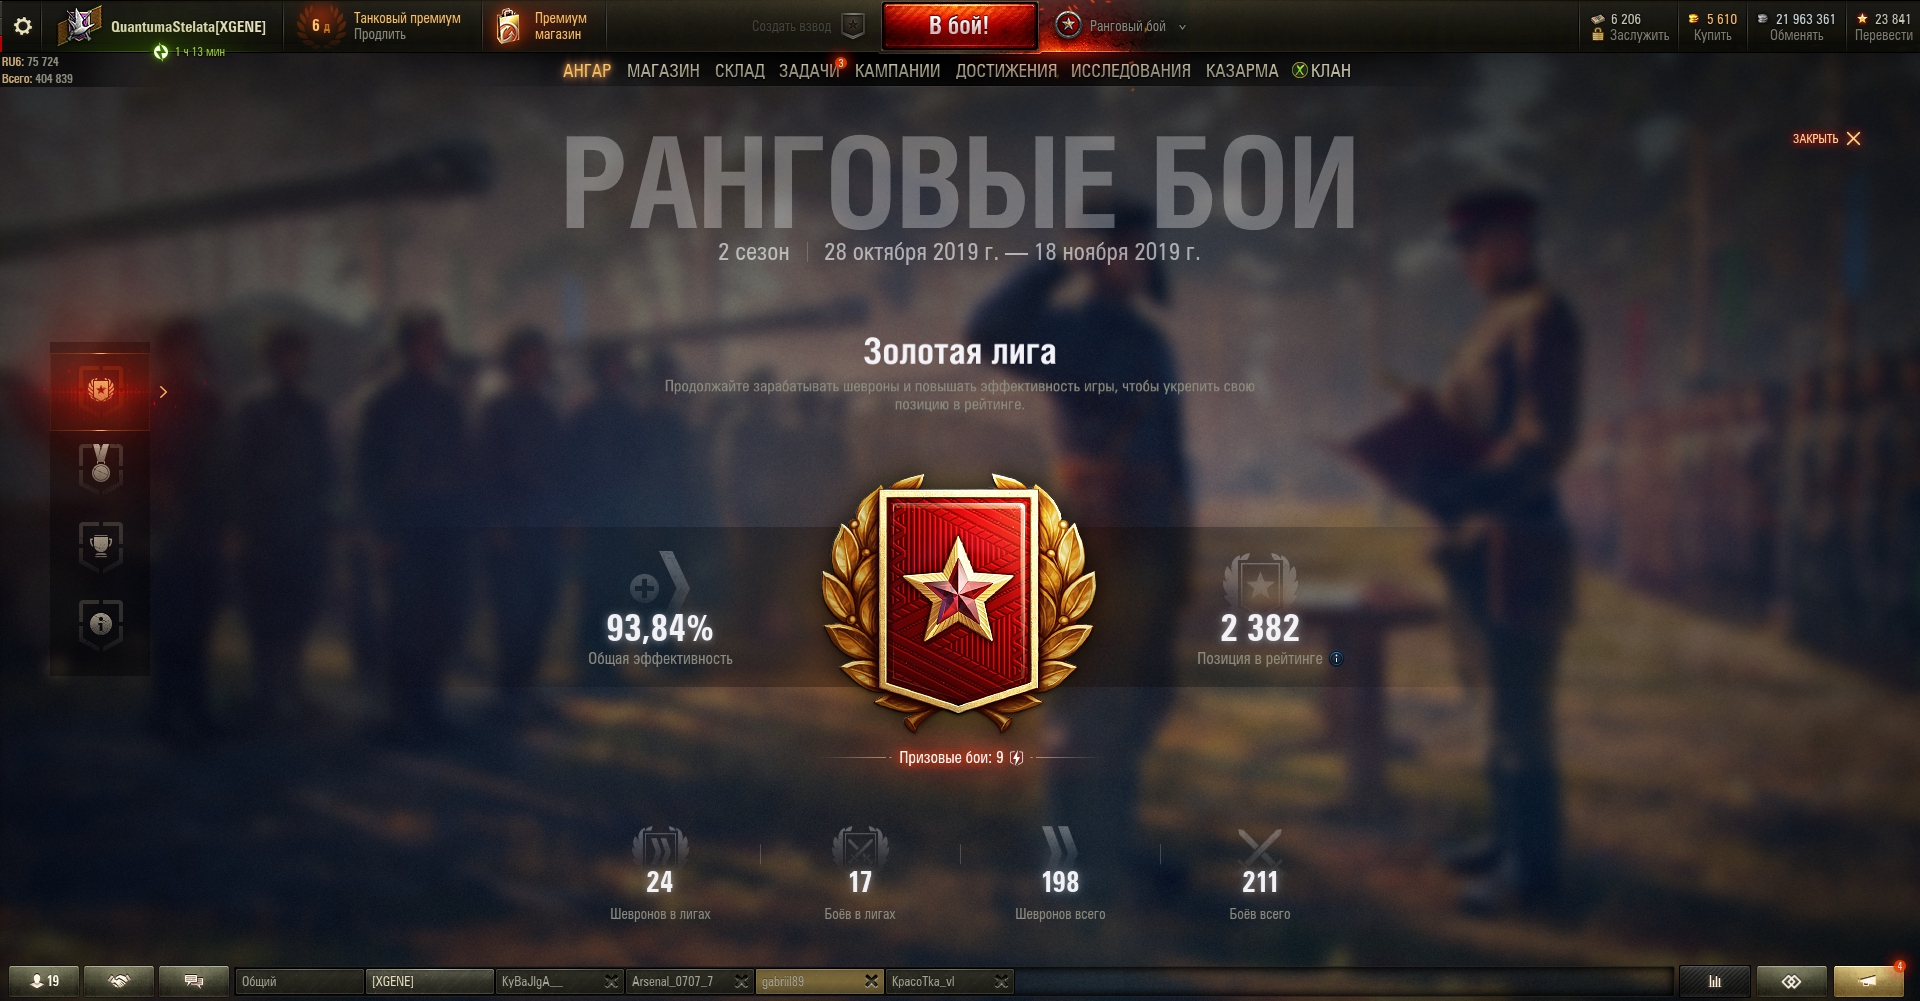 QuantumaStelata[XGENE]
1 ч 13 мин
6 д
Танковый премиум
Продлить
Премиум
магазин
Создать взвод
В бой!
Ранговый бой
6 206
Заслужить
5 610
Купить
21 963 361
Обменять
23 841
Перевести
RU6: 75 724
Всего: 404 839
АНГАР МАГАЗИН СКЛАД ЗАДАЧИ 3 КАМПАНИИ ДОСТИЖЕНИЯ ИССЛЕДОВАНИЯ КАЗАРМА КЛАН
РАНГОВЫЕ БОИ
ЗАКРЫТЬ
2 сезон 28 октября 2019 г. — 18 ноября 2019 г.
Золотая лига
Продолжайте зарабатывать шевроны и повышать эффективность игры, чтобы укрепить свою
позицию в рейтинге.
93,84%
Общая эффективность
2 382
Позиция в рейтинге
Призовые бои: 9
24
Шевронов в лигах
17
Боёв в лигах
198
Шевронов всего
211
Боёв всего
19
Общий
[XGENE]
KyBaJIgA__
Arsenal_0707_7
gabriil89
KpacoTka_vl
4